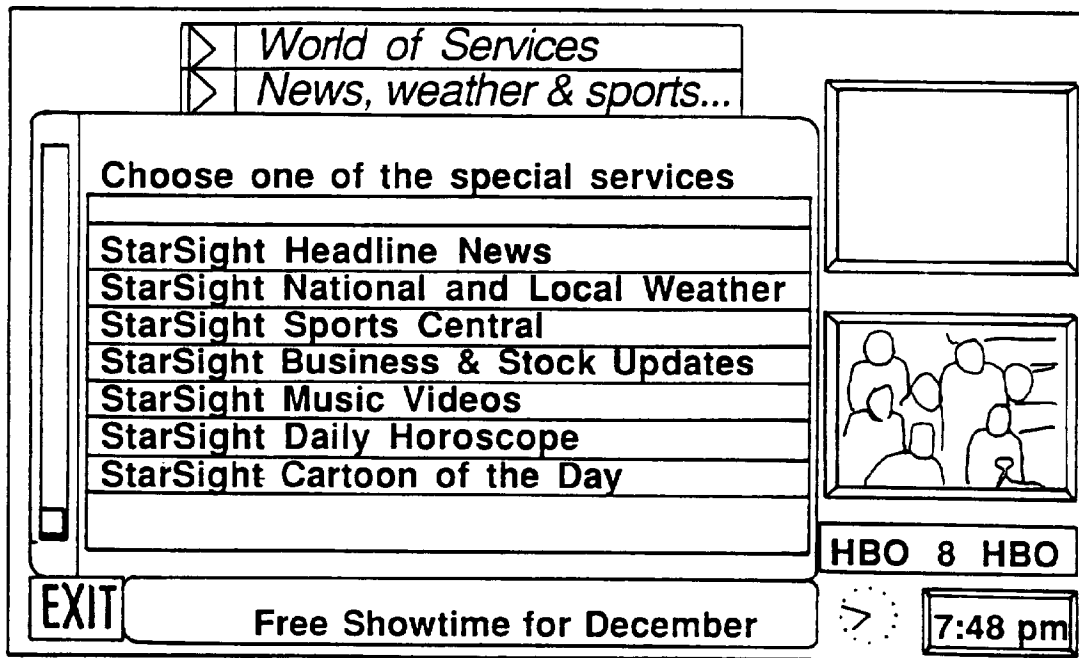 World of Services
News, weather & sports...
Choose one of the special services
StarSight Headline News
StarSight National and Local Weather
StarSight Sports Central
StarSight Business & Stock Updates
StarSight Music Videos
StarSight Daily Horoscope
StarSight Cartoon of the Day
HBO 8 HBO
EXIT
Free Showtime for December
7:48 pm